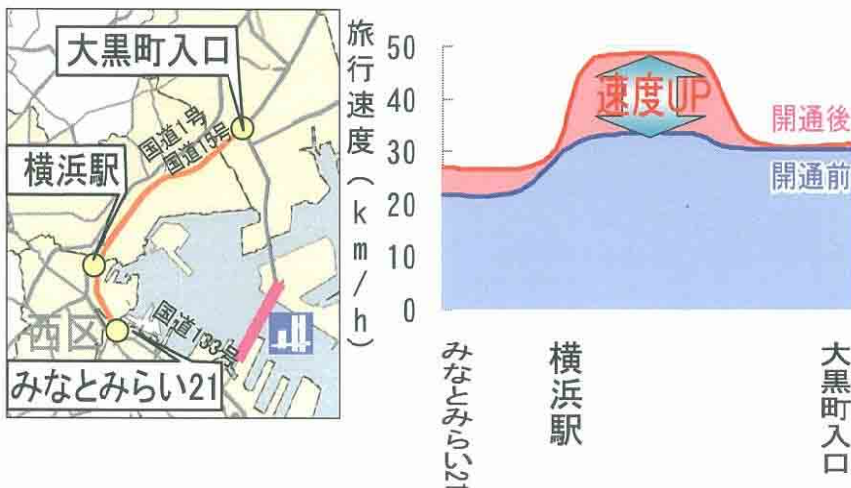 大黒町入口
国道1号
国道15号
横浜駅
西区
国道133号
みなとみらい21
旅行速度(km/h)
50
40
30
20
10
0
速度UP
開通後
開通前
みなとみらい21
横浜駅
大黒町入口